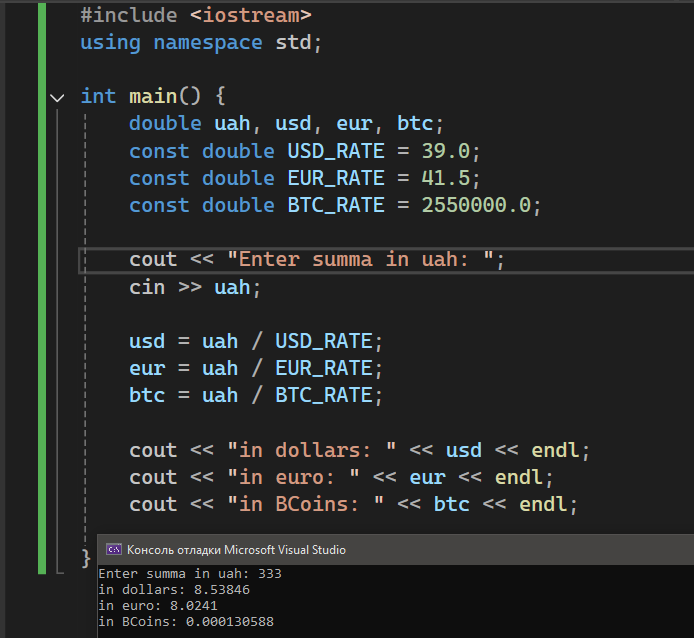 #include <iostream>
using namespace std;
int main() {
double uah, usd, eur, btc;
const double USD_RATE = 39.0;
const double EUR_RATE = 41.5;
const double BTC_RATE = 2550000.0;
cout << "Enter summa in uah: ";
cin >> uah;
usd = uah / USD_RATE;
eur = uah / EUR_RATE;
btc = uah / BTC_RATE;
cout << "in dollars: " << usd << endl;
cout << "in euro: " << eur << endl;
cout << "in BCoins: " << btc << endl;
}
Консоль отладки Microsoft Visual Studio
Enter summa in uah: 333
in dollars: 8.53846
in euro: 8.0241
in BCoins: 0.000130588